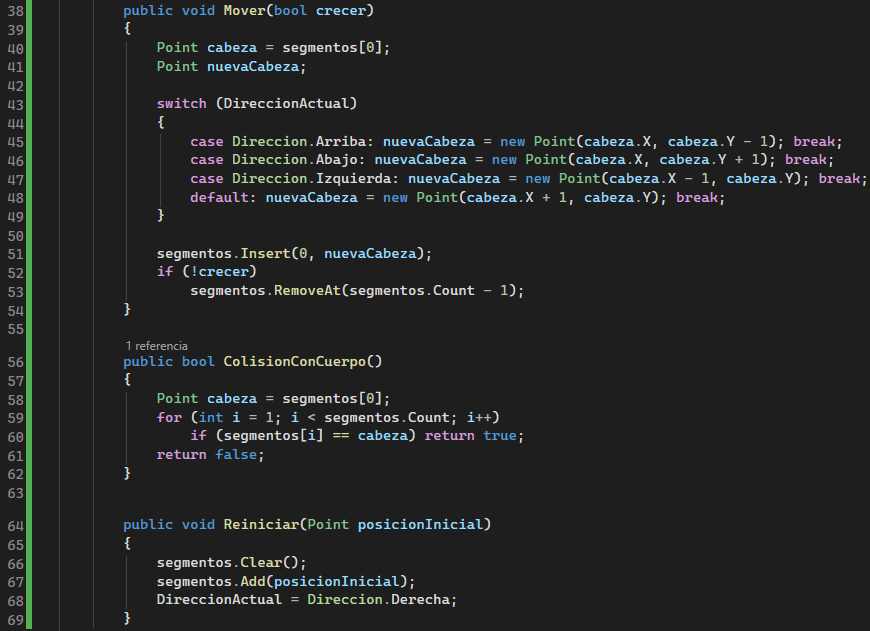 38 public void Mover(bool crecer)
39 {
40 Point cabeza = segmentos[0];
41 Point nuevaCabeza;
42
43 switch (DireccionActual)
44 {
45 case Direccion.Arriba: nuevaCabeza = new Point(cabeza.X, cabeza.Y - 1); break;
46 case Direccion.Abajo: nuevaCabeza = new Point(cabeza.X, cabeza.Y + 1); break;
47 case Direccion.Izquierda: nuevaCabeza = new Point(cabeza.X - 1, cabeza.Y); break;
48 default: nuevaCabeza = new Point(cabeza.X + 1, cabeza.Y); break;
49 }
50
51 segmentos.Insert(0, nuevaCabeza);
52 if (!crecer)
53 segmentos.RemoveAt(segmentos.Count - 1);
54 }
55
1 referencia
56 public bool ColisionConCuerpo()
57 {
58 Point cabeza = segmentos[0];
59 for (int i = 1; i < segmentos.Count; i++)
60 if (segmentos[i] == cabeza) return true;
61 return false;
62 }
63
64 public void Reiniciar(Point posicionInicial)
65 {
66 segmentos.Clear();
67 segmentos.Add(posicionInicial);
68 DireccionActual = Direccion.Derecha;
69 }